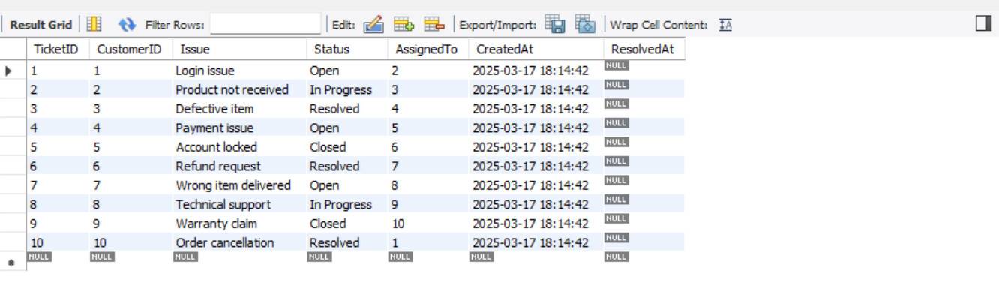 Result Grid Filter Rows: Edit: Export/Import: Wrap Cell Content: IA
TicketID CustomerID Issue Status AssignedTo CreatedAt ResolvedAt
1 1 Login issue Open 2 2025-03-17 18:14:42 NULL
2 2 Product not received In Progress 3 2025-03-17 18:14:42 NULL
3 3 Defective item Resolved 4 2025-03-17 18:14:42 NULL
4 4 Payment issue Open 5 2025-03-17 18:14:42 NULL
5 5 Account locked Closed 6 2025-03-17 18:14:42 NULL
6 6 Refund request Resolved 7 2025-03-17 18:14:42 NULL
7 7 Wrong item delivered Open 8 2025-03-17 18:14:42 NULL
8 8 Technical support In Progress 9 2025-03-17 18:14:42 NULL
9 9 Warranty claim Closed 10 2025-03-17 18:14:42 NULL
10 10 Order cancellation Resolved 1 2025-03-17 18:14:42 NULL
NULL NULL NULL NULL NULL NULL NULL